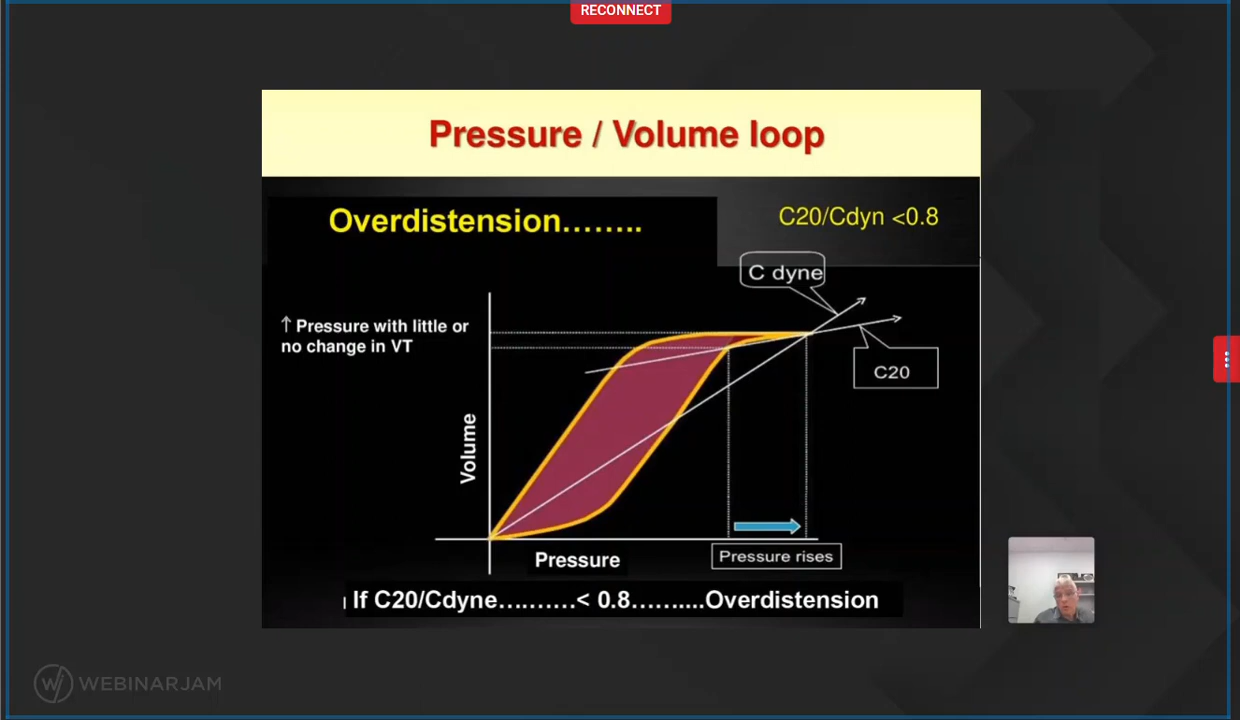 RECONNECT
Pressure / Volume loop
Overdistension……..
C20/Cdyn <0.8
C dyne
↑ Pressure with little or
no change in VT
C20
Volume
Pressure
Pressure rises
If C20/Cdyne……….< 0.8…….....Overdistension
WEBINARJAM